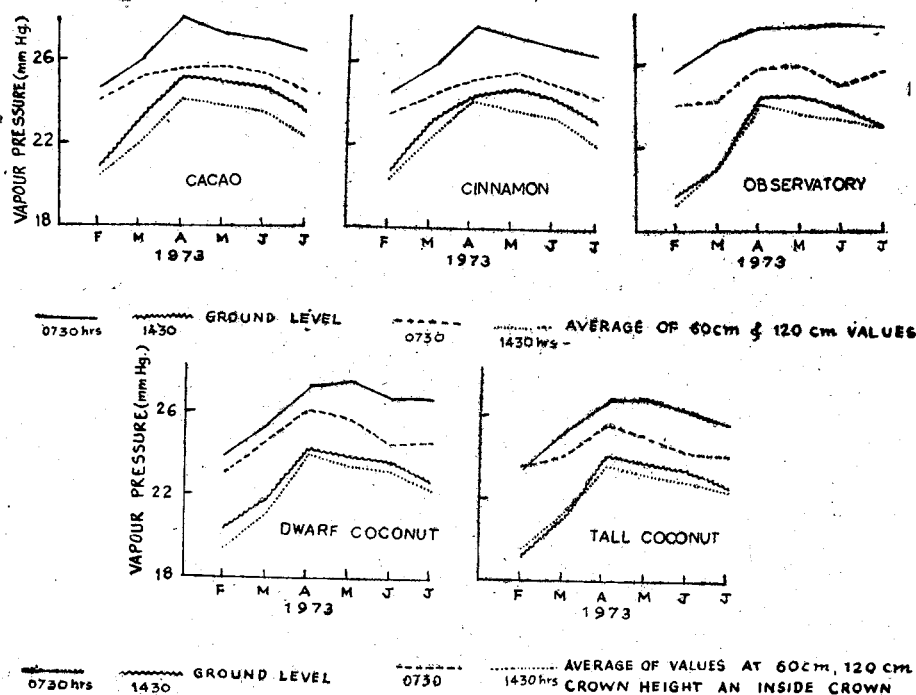 VAPOUR PRESSURE (mm Hg.)
26
22
18
CACAO
F M A M J J
1973
CINNAMON
F M A M J J
1973
OBSERVATORY
F M A M J J
1973
0730 hrs 1430 GROUND LEVEL 0730 1430 hrs - AVERAGE OF 60cm & 120 cm VALUES
VAPOUR PRESSURE (mm Hg.)
26
22
18
DWARF COCONUT
F M A M J J
1973
TALL COCONUT
F M A M J J
1973
0730 hrs 1430 GROUND LEVEL 0730 1430 hrs AVERAGE OF VALUES AT 60cm, 120 cm
CROWN HEIGHT AN INSIDE CROWN